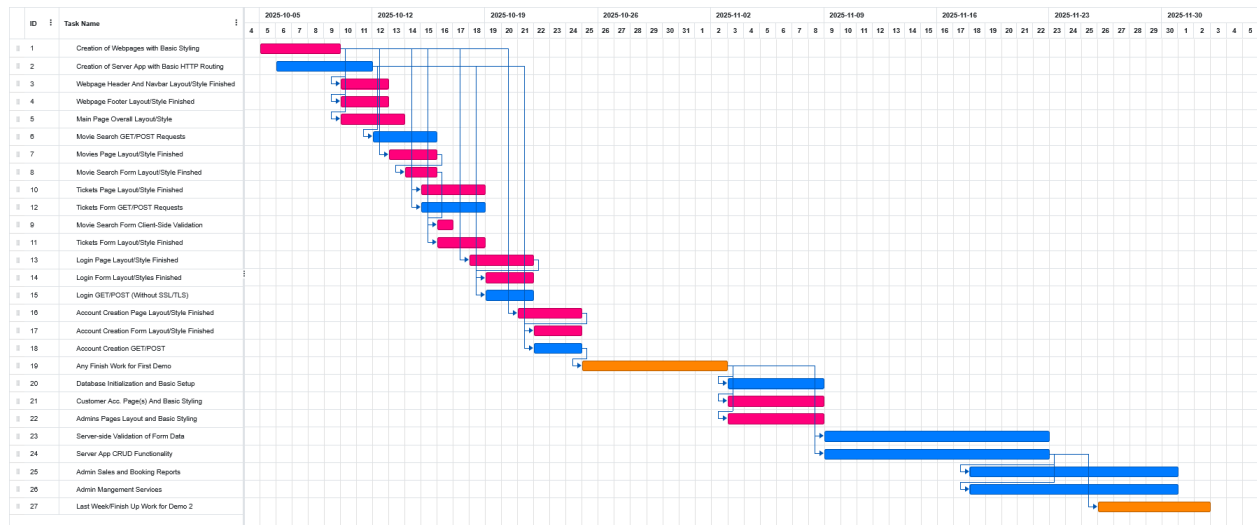 ID Task Name 2025-10-05 2025-10-12 2025-10-19 2025-10-26 2025-11-02 2025-11-09 2025-11-16 2025-11-23 2025-11-30
4 5 6 7 8 9 10 11 12 13 14 15 16 17 18 19 20 21 22 23 24 25 26 27 28 29 30 31 1 2 3 4 5 6 7 8 9 10 11 12 13 14 15 16 17 18 19 20 21 22 23 24 25 26 27 28 29 30 1 2 3 4 5
1 Creation of Webpages with Basic Styling
2 Creation of Server App with Basic HTTP Routing
3 Webpage Header And Navbar Layout/Style Finished
4 Webpage Footer Layout/Style Finished
5 Main Page Overall Layout/Style
6 Movie Search GET/POST Requests
7 Movies Page Layout/Style Finished
8 Movie Search Form Layout/Style Finshed
10 Tickets Page Layout/Style Finished
12 Tickets Form GET/POST Requests
9 Movie Search Form Client-Side Validation
11 Tickets Form Layout/Style Finished
13 Login Page Layout/Style Finished
14 Login Form Layout/Styles Finished
15 Login GET/POST (Without SSL/TLS)
16 Account Creation Page Layout/Style Finished
17 Account Creation Form Layout/Style Finished
18 Account Creation GET/POST
19 Any Finish Work for First Demo
20 Database Initialization and Basic Setup
21 Customer Acc. Page(s) And Basic Styling
22 Admins Pages Layout and Basic Styling
23 Server-side Validation of Form Data
24 Server App CRUD Functionality
25 Admin Sales and Booking Reports
26 Admin Mangement Services
27 Last Week/Finish Up Work for Demo 2